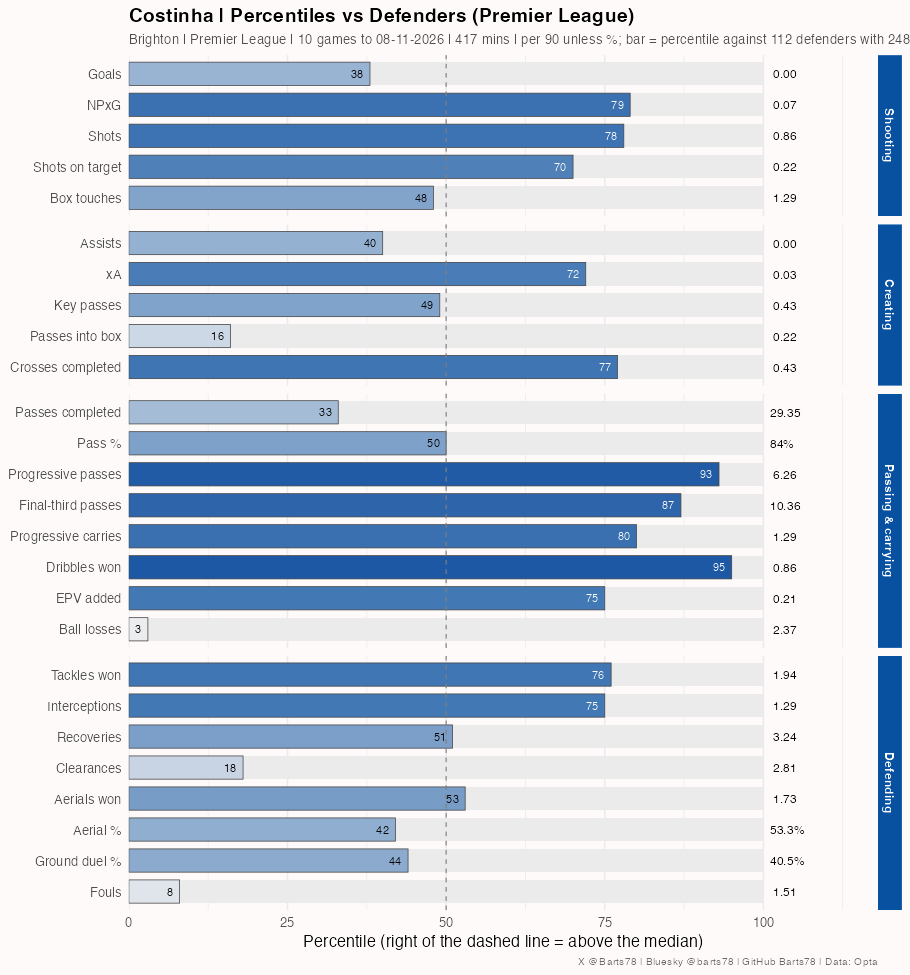 Costinha | Percentiles vs Defenders (Premier League)
Brighton | Premier League | 10 games to 08-11-2026 | 417 mins | per 90 unless %; bar = percentile against 112 defenders with 248
Goals 38 0.00
NPxG 79 0.07
Shots 78 0.86
Shots on target 70 0.22
Box touches 48 1.29
Shooting
Assists 40 0.00
xA 72 0.03
Key passes 49 0.43
Passes into box 16 0.22
Crosses completed 77 0.43
Creating
Passes completed 33 29.35
Pass % 50 84%
Progressive passes 93 6.26
Final-third passes 87 10.36
Progressive carries 80 1.29
Dribbles won 95 0.86
EPV added 75 0.21
Ball losses 3 2.37
Passing & carrying
Tackles won 76 1.94
Interceptions 75 1.29
Recoveries 51 3.24
Clearances 18 2.81
Aerials won 53 1.73
Aerial % 42 53.3%
Ground duel % 44 40.5%
Fouls 8 1.51
Defending
0 25 50 75 100
Percentile (right of the dashed line = above the median)
X @Barts78 | Bluesky @barts78 | GitHub Barts78 | Data: Opta